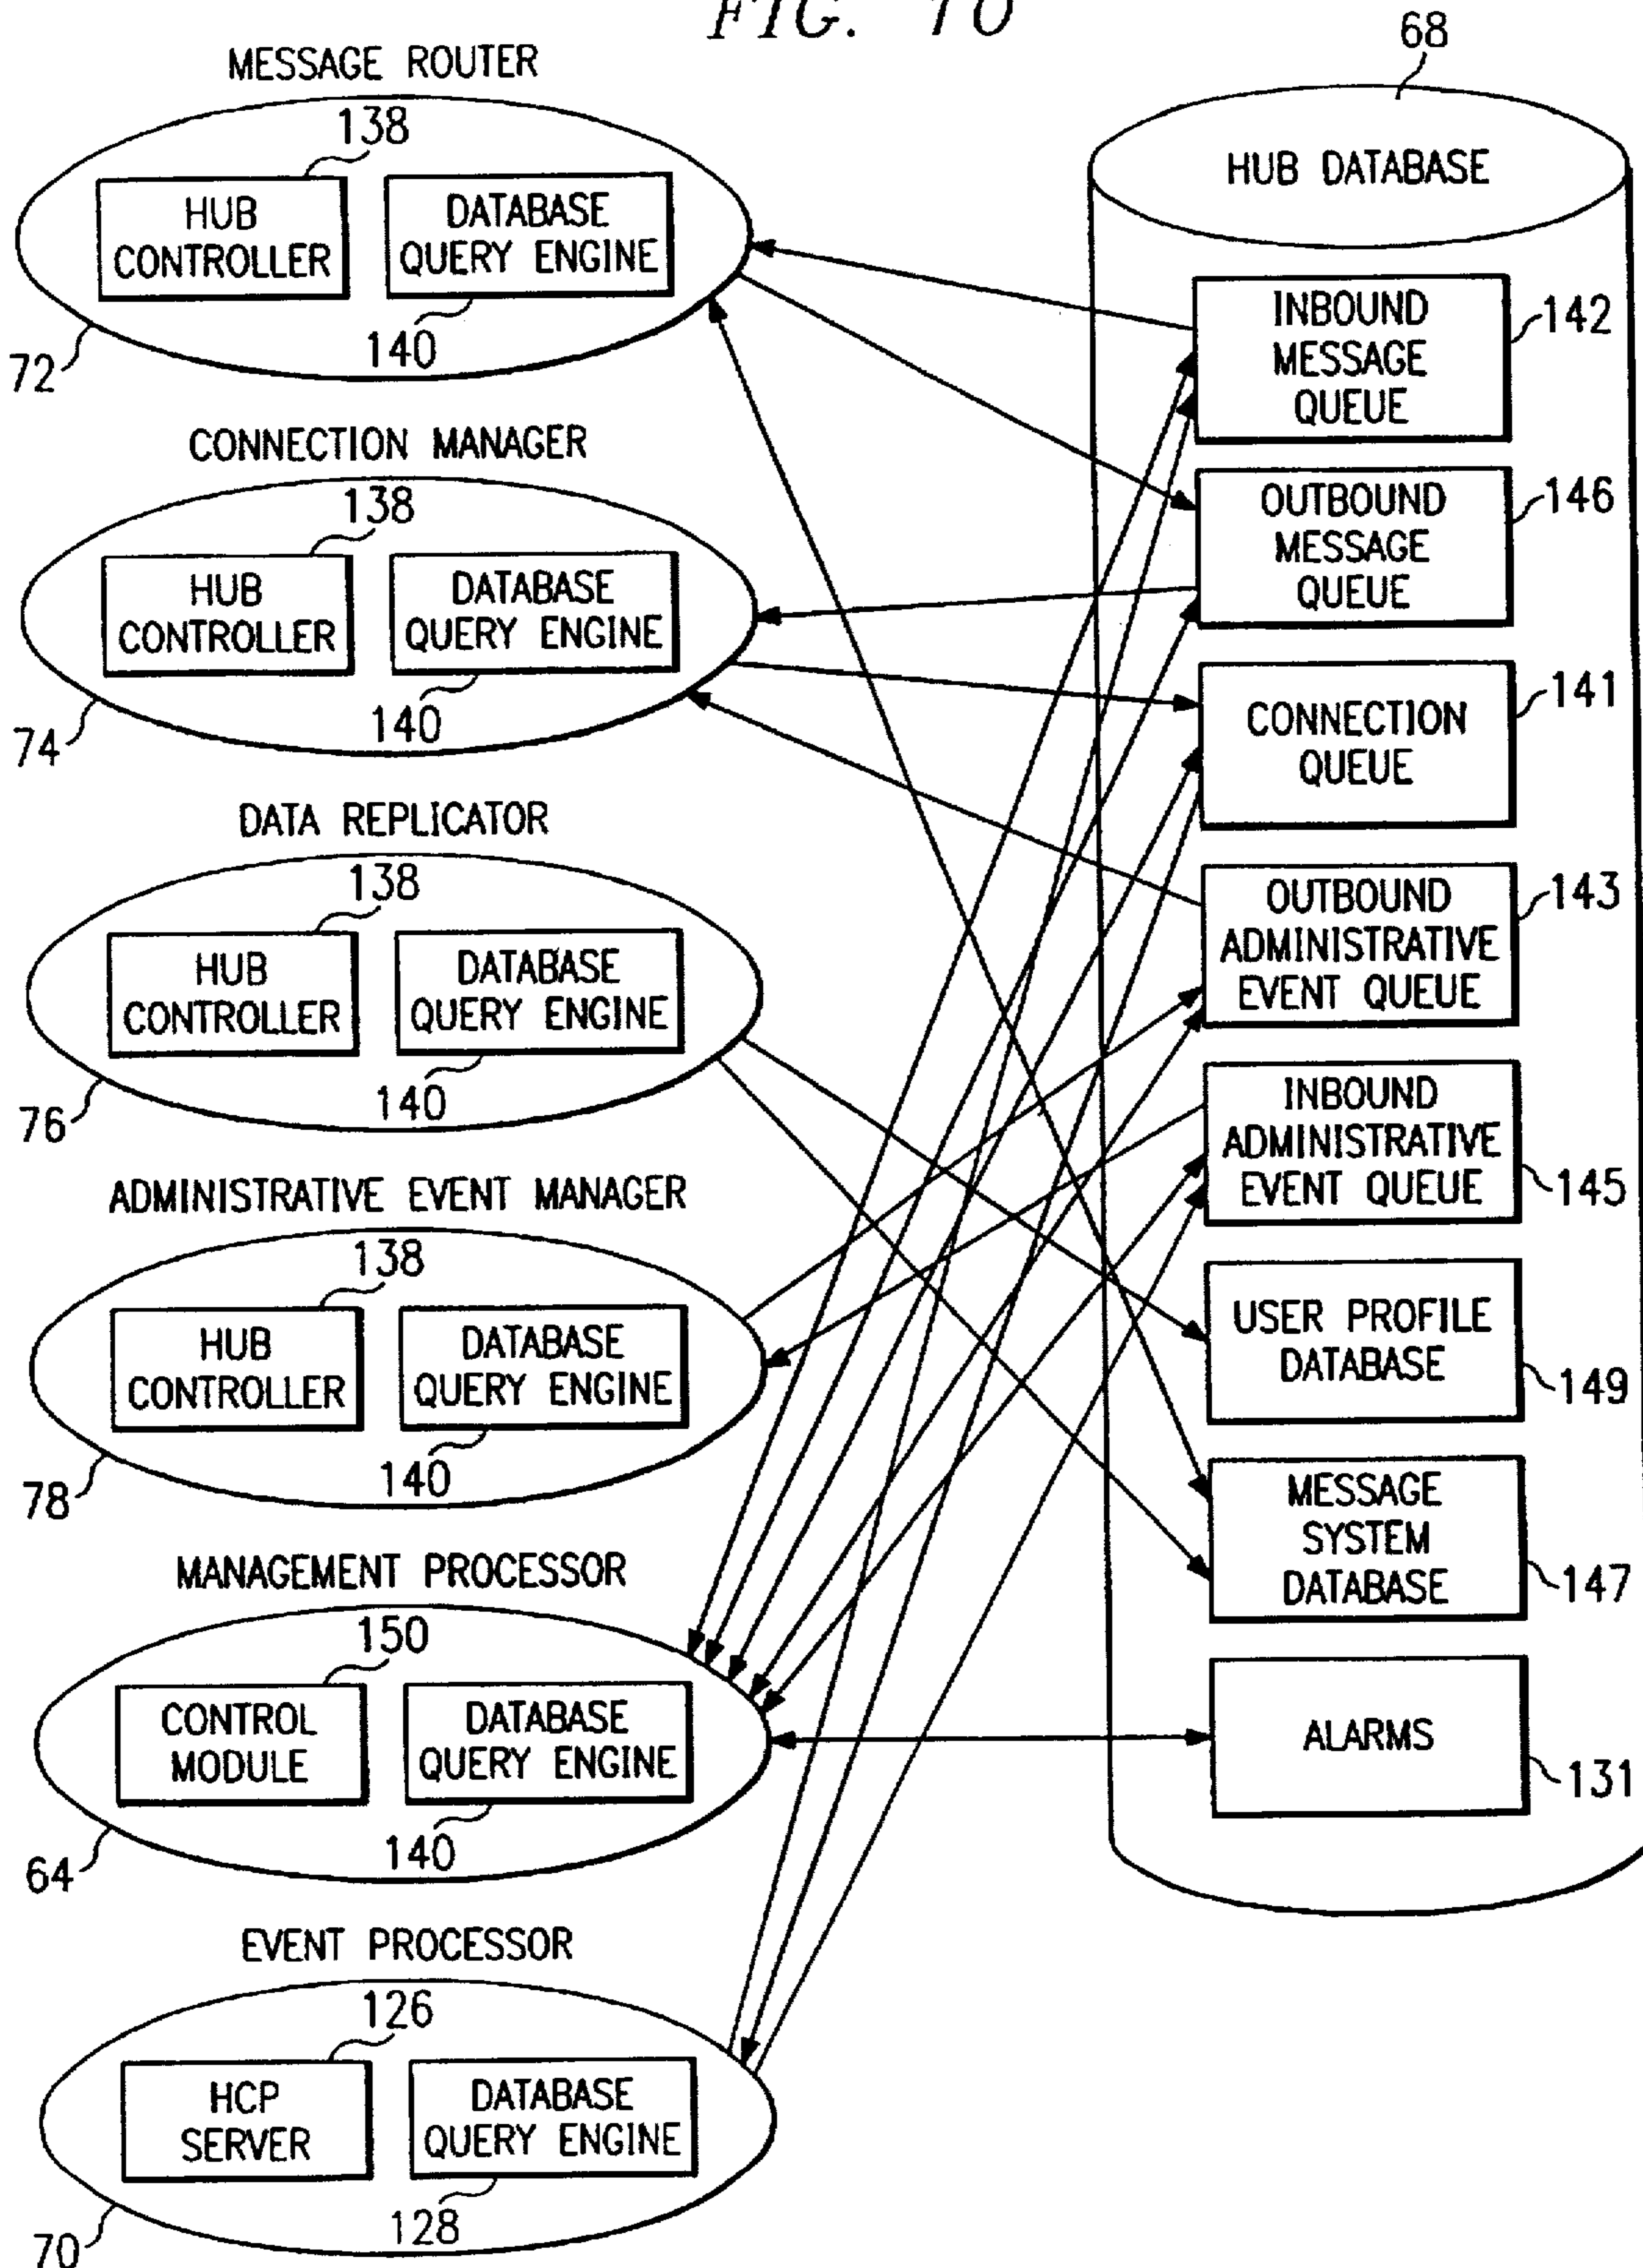 FIG. 10
MESSAGE ROUTER
138
HUB
CONTROLLER
DATABASE
QUERY ENGINE
140
72
CONNECTION MANAGER
138
HUB
CONTROLLER
DATABASE
QUERY ENGINE
140
74
DATA REPLICATOR
138
HUB
CONTROLLER
DATABASE
QUERY ENGINE
140
76
ADMINISTRATIVE EVENT MANAGER
138
HUB
CONTROLLER
DATABASE
QUERY ENGINE
140
78
MANAGEMENT PROCESSOR
150
CONTROL
MODULE
DATABASE
QUERY ENGINE
140
64
EVENT PROCESSOR
126
HCP
SERVER
DATABASE
QUERY ENGINE
128
70
68
HUB DATABASE
INBOUND
MESSAGE
QUEUE
142
OUTBOUND
MESSAGE
QUEUE
146
CONNECTION
QUEUE
141
OUTBOUND
ADMINISTRATIVE
EVENT QUEUE
143
INBOUND
ADMINISTRATIVE
EVENT QUEUE
145
USER PROFILE
DATABASE
149
MESSAGE
SYSTEM
DATABASE
147
ALARMS
131